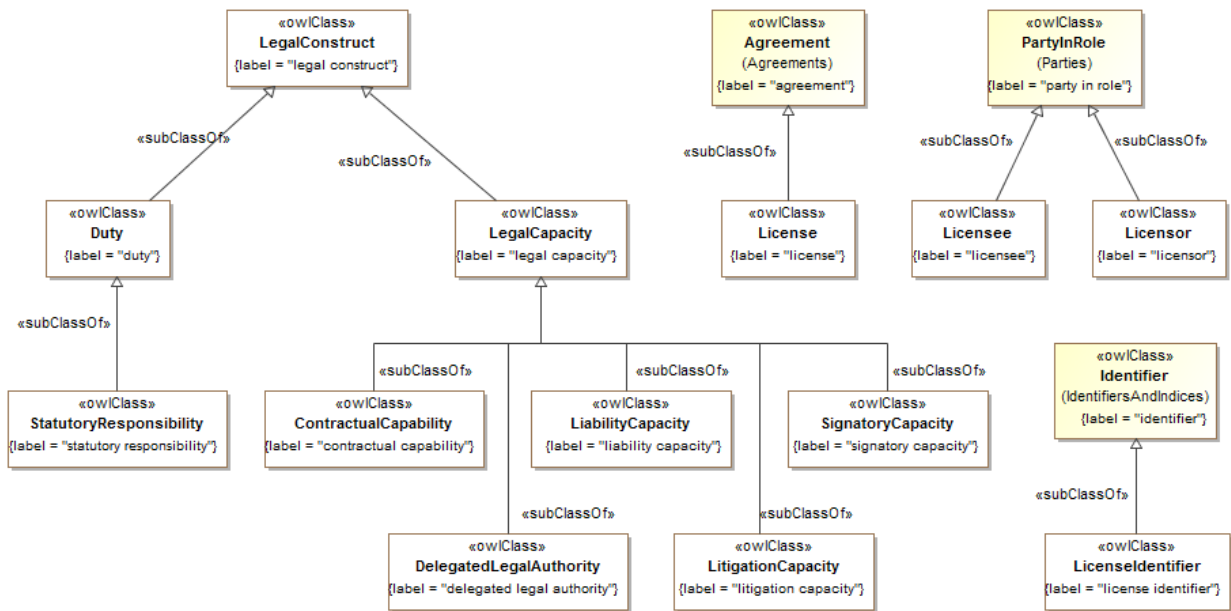 «owlClass»
LegalConstruct
{label = "legal construct"}
«owlClass»
Agreement
(Agreements)
{label = "agreement"}
«owlClass»
PartyInRole
(Parties)
{label = "party in role"}
«subClassOf»
«subClassOf»
«subClassOf»
«subClassOf»
«subClassOf»
«owlClass»
Duty
{label = "duty"}
«owlClass»
LegalCapacity
{label = "legal capacity"}
«owlClass»
License
{label = "license"}
«owlClass»
Licensee
{label = "licensee"}
«owlClass»
Licensor
{label = "licensor"}
«subClassOf»
«subClassOf»
«subClassOf»
«subClassOf»
«owlClass»
StatutoryResponsibility
{label = "statutory responsibility"}
«owlClass»
ContractualCapability
{label = "contractual capability"}
«owlClass»
LiabilityCapacity
{label = "liability capacity"}
«owlClass»
SignatoryCapacity
{label = "signatory capacity"}
«owlClass»
Identifier
(IdentifiersAndIndices)
{label = "identifier"}
«subClassOf»
«subClassOf»
«subClassOf»
«owlClass»
DelegatedLegalAuthority
{label = "delegated legal authority"}
«owlClass»
LitigationCapacity
{label = "litigation capacity"}
«owlClass»
LicenseIdentifier
{label = "license identifier"}